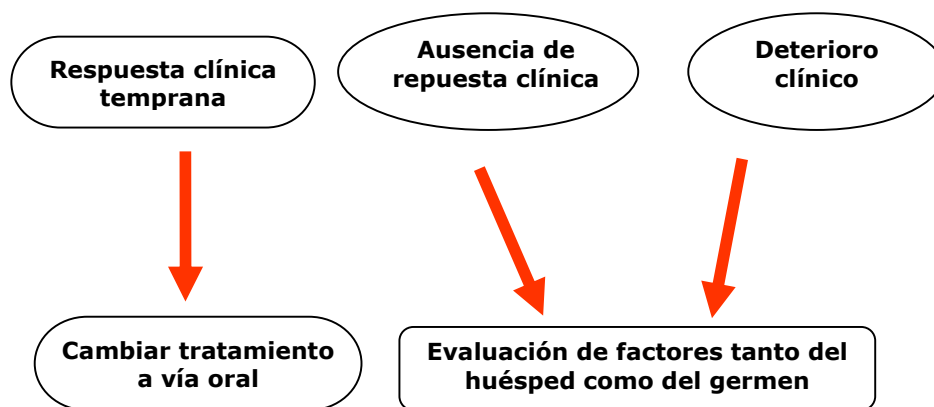 Respuesta clínica
temprana
Ausencia de
repuesta clínica
Deterioro
clínico
Cambiar tratamiento
a vía oral
Evaluación de factores tanto del
huésped como del germen